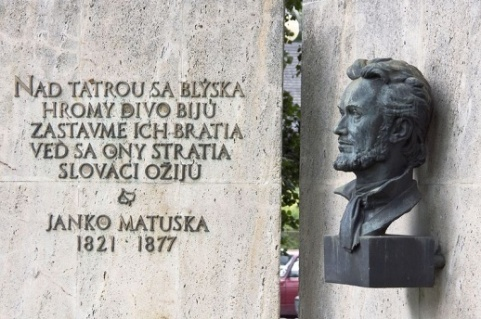 NAD TATROU SA BLÝSKA
HROMY DIVO BIJÚ
ZASTAVME ICH BRATIA
VEĎ SA ONY STRATIA
SLOVÁCI OŽIJÚ
JANKO MATUŠKA
1821 - 1877